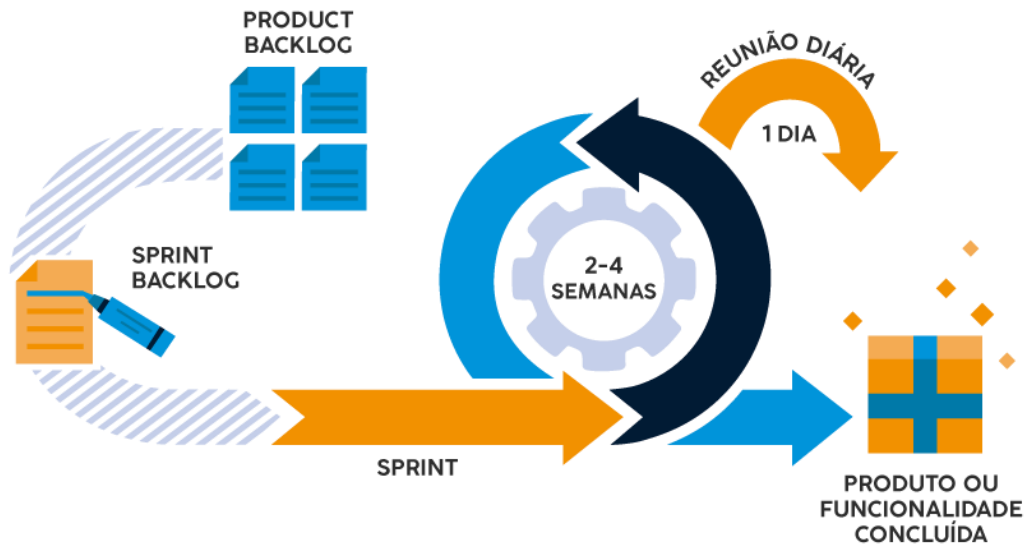 PRODUCT
BACKLOG
REUNIÃO DIÁRIA
1 DIA
SPRINT
BACKLOG
2-4
SEMANAS
SPRINT
PRODUTO OU
FUNCIONALIDADE
CONCLUÍDA